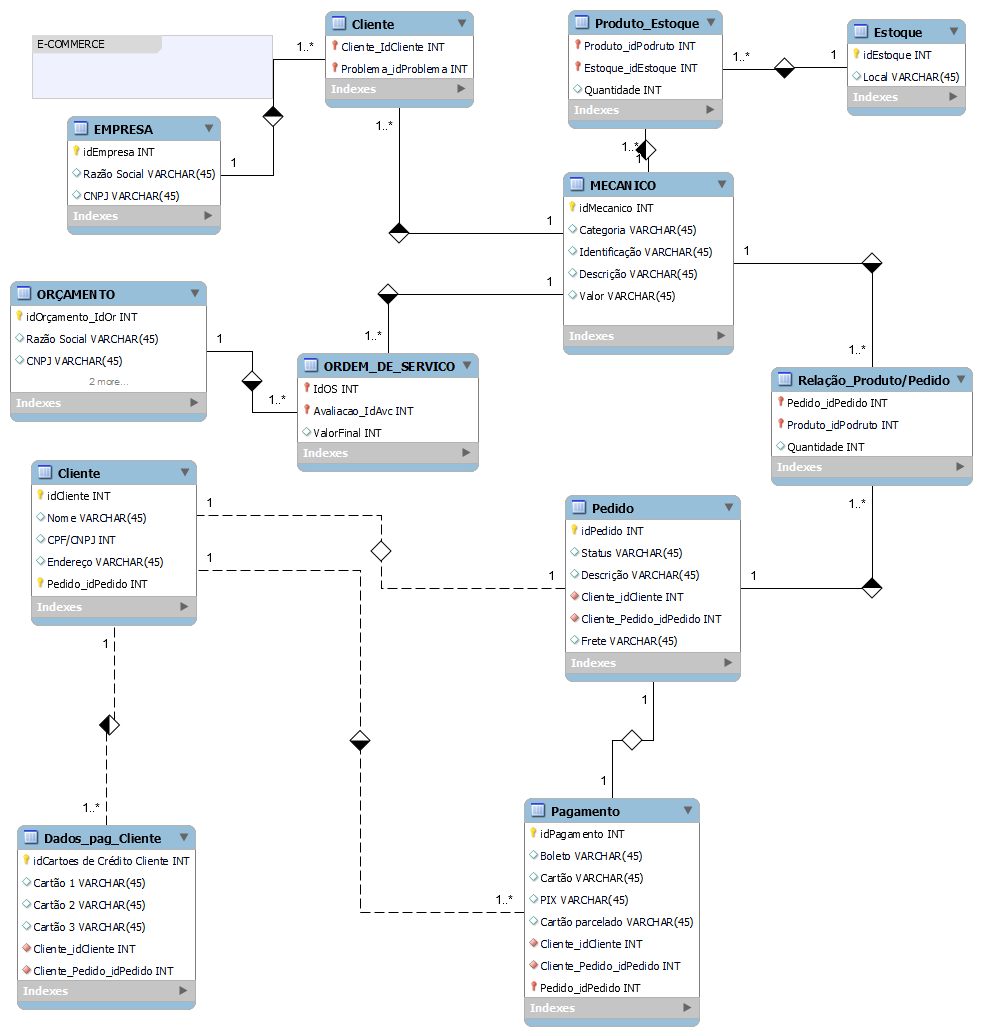 E-COMMERCE
Cliente
Cliente_IdCliente INT
Problema_idProblema INT
Indexes
1..*
1..*
Produto_Estoque
Produto_idPodruto INT
Estoque_idEstoque INT
Quantidade INT
Indexes
1..*
1
Estoque
idEstoque INT
Local VARCHAR(45)
Indexes
EMPRESA
idEmpresa INT
Razão Social VARCHAR(45)
CNPJ VARCHAR(45)
Indexes
1
1..*
1
MECANICO
idMecanico INT
Categoria VARCHAR(45)
Identificação VARCHAR(45)
Descrição VARCHAR(45)
Valor VARCHAR(45)
Indexes
1
1
1
1..*
ORÇAMENTO
idOrçamento_IdOr INT
Razão Social VARCHAR(45)
CNPJ VARCHAR(45)
2 more...
Indexes
1
1..*
1..*
ORDEM_DE_SERVICO
IdOS INT
Avaliacao_IdAvc INT
ValorFinal INT
Indexes
Relação_Produto/Pedido
Pedido_idPedido INT
Produto_idPodruto INT
Quantidade INT
Indexes
1..*
Cliente
idCliente INT
Nome VARCHAR(45)
CPF/CNPJ INT
Endereço VARCHAR(45)
Pedido_idPedido INT
Indexes
1
1
1
1
Pedido
idPedido INT
Status VARCHAR(45)
Descrição VARCHAR(45)
Cliente_idCliente INT
Cliente_Pedido_idPedido INT
Frete VARCHAR(45)
Indexes
1
1
1
1..*
Dados_pag_Cliente
idCartoes de Crédito Cliente INT
Cartão 1 VARCHAR(45)
Cartão 2 VARCHAR(45)
Cartão 3 VARCHAR(45)
Cliente_idCliente INT
Cliente_Pedido_idPedido INT
Indexes
1..*
Pagamento
idPagamento INT
Boleto VARCHAR(45)
Cartão VARCHAR(45)
PIX VARCHAR(45)
Cartão parcelado VARCHAR(45)
Cliente_idCliente INT
Cliente_Pedido_idPedido INT
Pedido_idPedido INT
Indexes